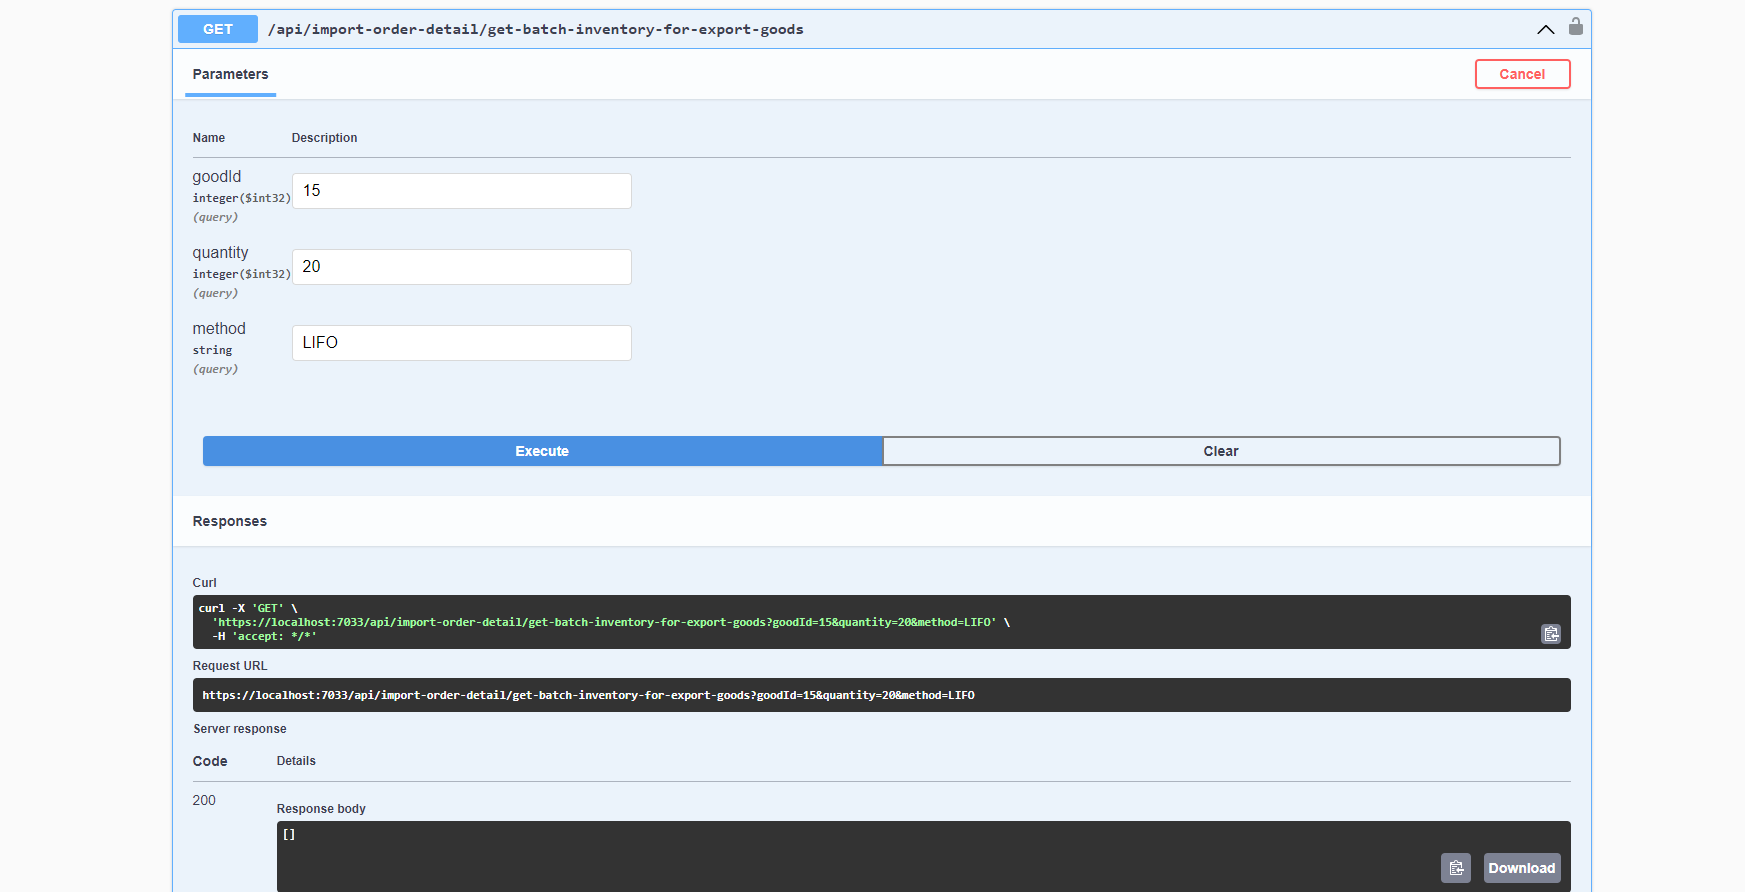 GET /api/import-order-detail/get-batch-inventory-for-export-goods
Parameters
Cancel
Name Description
goodId
integer($int32)
(query)
15
quantity
integer($int32)
(query)
20
method
string
(query)
LIFO
Execute
Clear
Responses
Curl
curl -X 'GET' \
'https://localhost:7033/api/import-order-detail/get-batch-inventory-for-export-goods?goodId=15&quantity=20&method=LIFO' \
-H 'accept: */*'
Request URL
https://localhost:7033/api/import-order-detail/get-batch-inventory-for-export-goods?goodId=15&quantity=20&method=LIFO
Server response
Code Details
200
Response body
[]
Download